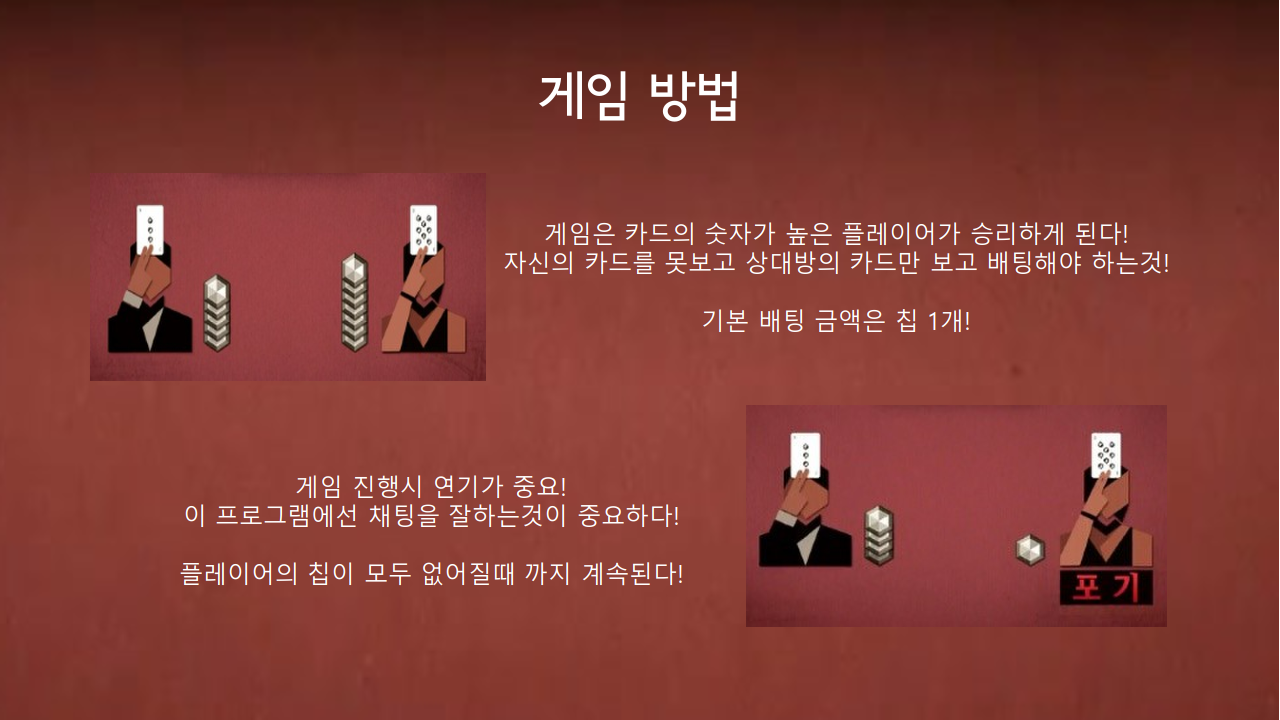 게임 방법
게임은 카드의 숫자가 높은 플레이어가 승리하게 된다!
자신의 카드를 못보고 상대방의 카드만 보고 배팅해야 하는것!
기본 배팅 금액은 칩 1개!
게임 진행시 연기가 중요!
이 프로그램에선 채팅을 잘하는것이 중요하다!
플레이어의 칩이 모두 없어질때 까지 계속된다!
포기